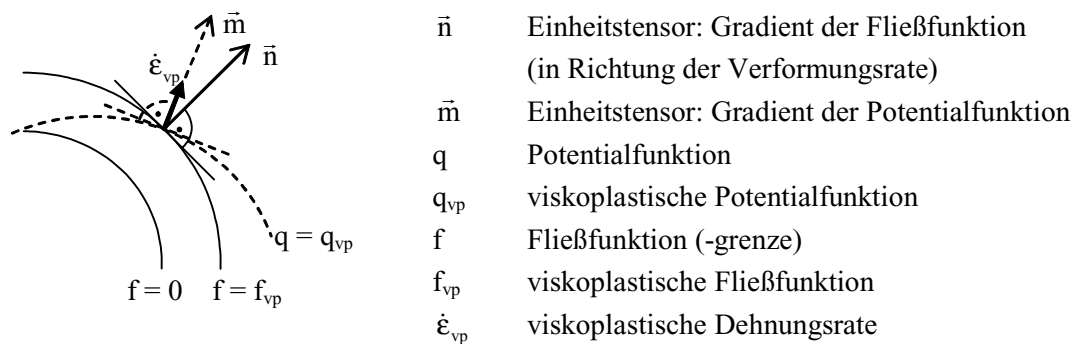 m⃗
n⃗
ε̇vp
q = qvp
f = 0 f = fvp
n⃗ Einheitstensor: Gradient der Fließfunktion
(in Richtung der Verformungsrate)
m⃗ Einheitstensor: Gradient der Potentialfunktion
q Potentialfunktion
qvp viskoplastische Potentialfunktion
f Fließfunktion (-grenze)
fvp viskoplastische Fließfunktion
ε̇vp viskoplastische Dehnungsrate